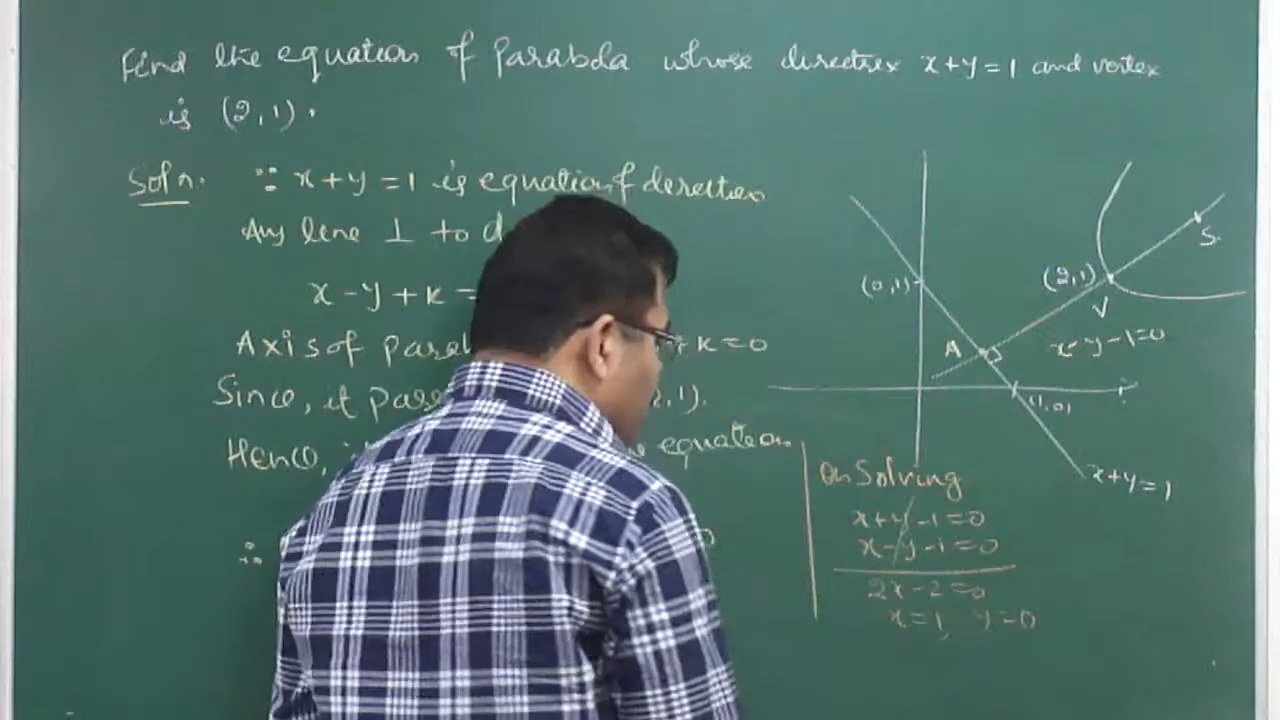 Find the equation of Parabola whose directrix x+y=1 and vertex
is (2,1).
Soln. ∵ x+y=1 is equation of directrix
Any line ⊥ to d
x-y+k=
Axis of para +k=0
Since, it pass 2,1).
Hence, equation
∴ 0
(0,1)
(2,1)
V
S
A
x-y-1=0
(1,0)
x+y=1
On Solving
x+y-1=0
x-y-1=0
2x-2=0
x=1, y=0